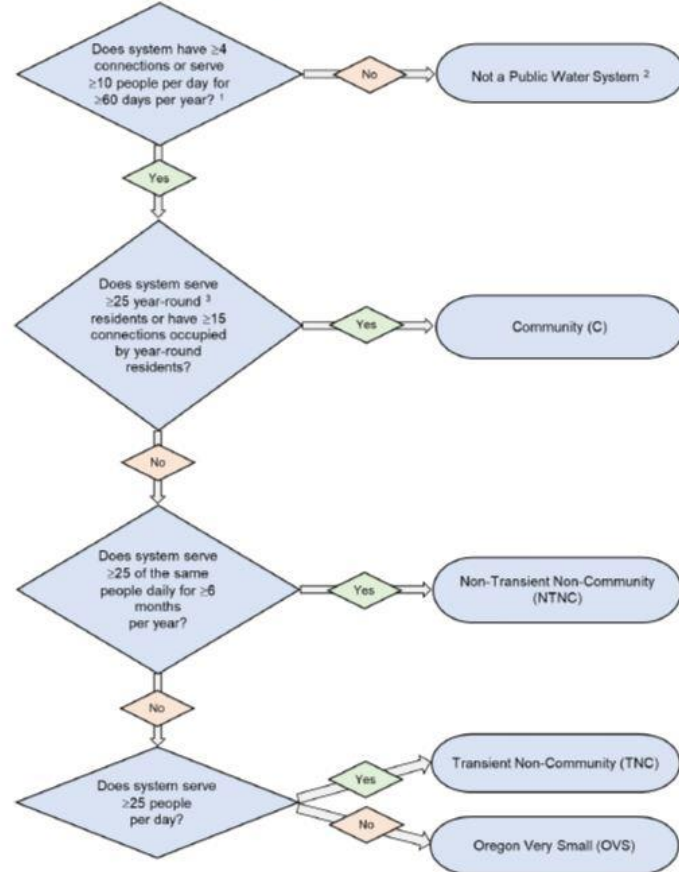 Does system have ≥4
connections or serve
≥10 people per day for
≥60 days per year? ¹
No
Not a Public Water System ²
Yes
Does system serve
≥25 year-round ³
residents or have ≥15
connections occupied
by year-round
residents?
Yes
Community (C)
No
Does system serve
≥25 of the same
people daily for ≥6
months
per year?
Yes
Non-Transient Non-Community
(NTNC)
No
Does system serve
≥25 people
per day?
Yes
Transient Non-Community (TNC)
No
Oregon Very Small (OVS)